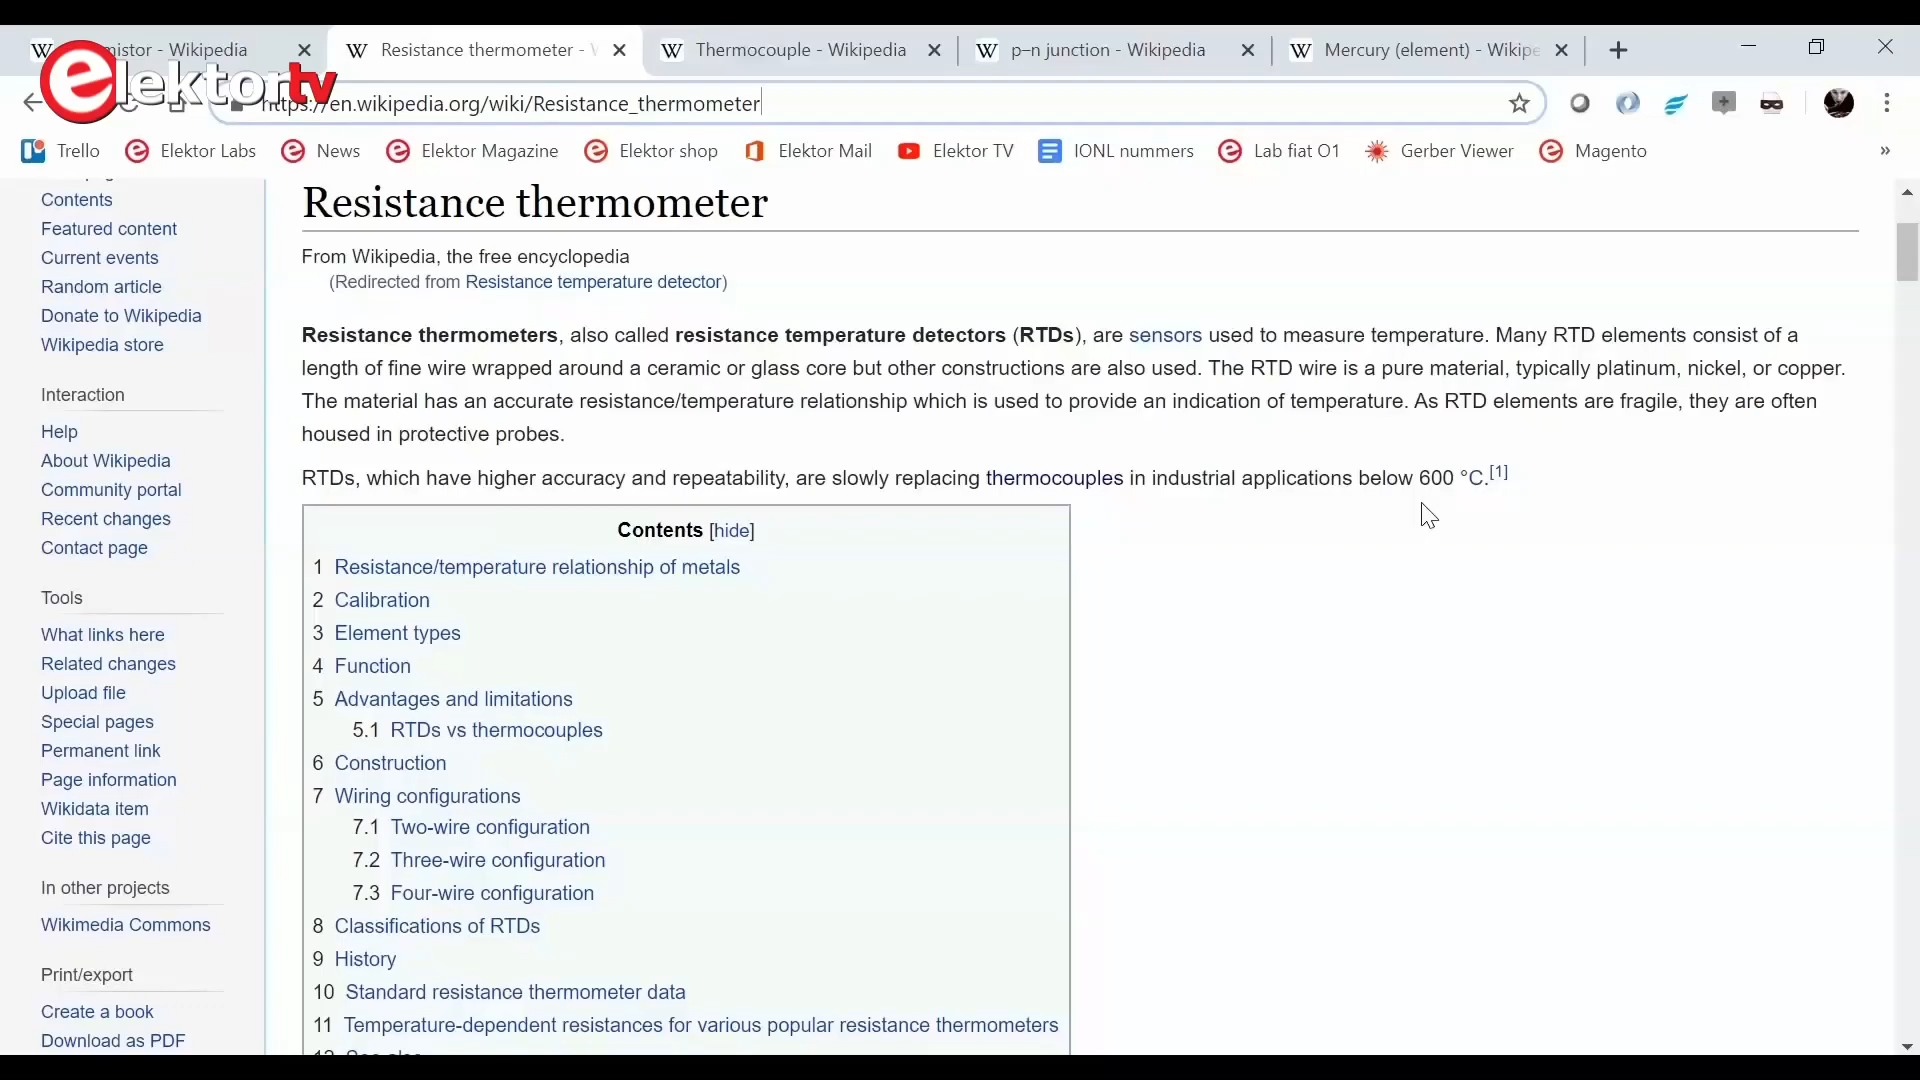 mistor - Wikipedia
Resistance thermometer -
Thermocouple - Wikipedia
p–n junction - Wikipedia
Mercury (element) - Wikipe
elektor tv
https://en.wikipedia.org/wiki/Resistance_thermometer
Trello
Elektor Labs
News
Elektor Magazine
Elektor shop
Elektor Mail
Elektor TV
IONL nummers
Lab fiat O1
Gerber Viewer
Magento
»
Contents
Featured content
Current events
Random article
Donate to Wikipedia
Wikipedia store
Interaction
Help
About Wikipedia
Community portal
Recent changes
Contact page
Tools
What links here
Related changes
Upload file
Special pages
Permanent link
Page information
Wikidata item
Cite this page
In other projects
Wikimedia Commons
Print/export
Create a book
Download as PDF
Resistance thermometer
From Wikipedia, the free encyclopedia
(Redirected from Resistance temperature detector)
Resistance thermometers, also called resistance temperature detectors (RTDs), are sensors used to measure temperature. Many RTD elements consist of a
length of fine wire wrapped around a ceramic or glass core but other constructions are also used. The RTD wire is a pure material, typically platinum, nickel, or copper.
The material has an accurate resistance/temperature relationship which is used to provide an indication of temperature. As RTD elements are fragile, they are often
housed in protective probes.
RTDs, which have higher accuracy and repeatability, are slowly replacing thermocouples in industrial applications below 600 °C.[1]
Contents [hide]
1 Resistance/temperature relationship of metals
2 Calibration
3 Element types
4 Function
5 Advantages and limitations
5.1 RTDs vs thermocouples
6 Construction
7 Wiring configurations
7.1 Two-wire configuration
7.2 Three-wire configuration
7.3 Four-wire configuration
8 Classifications of RTDs
9 History
10 Standard resistance thermometer data
11 Temperature-dependent resistances for various popular resistance thermometers